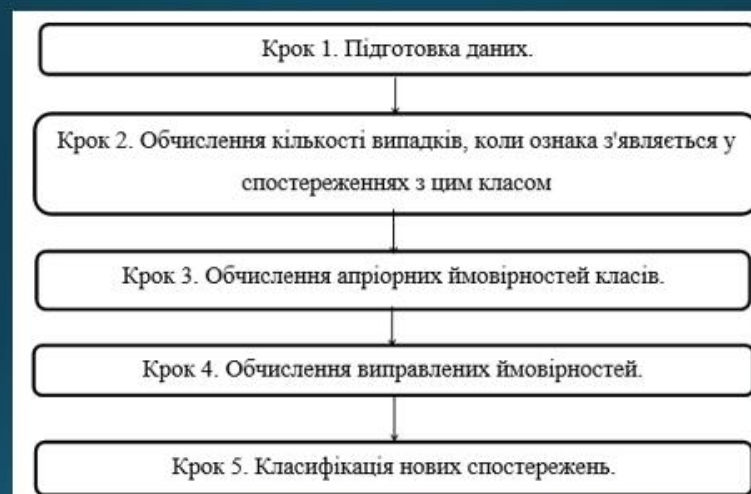 Крок 1. Підготовка даних.
Крок 2. Обчислення кількості випадків, коли ознака з'являється у
спостереженнях з цим класом
Крок 3. Обчислення апріорних ймовірностей класів.
Крок 4. Обчислення виправлених ймовірностей.
Крок 5. Класифікація нових спостережень.